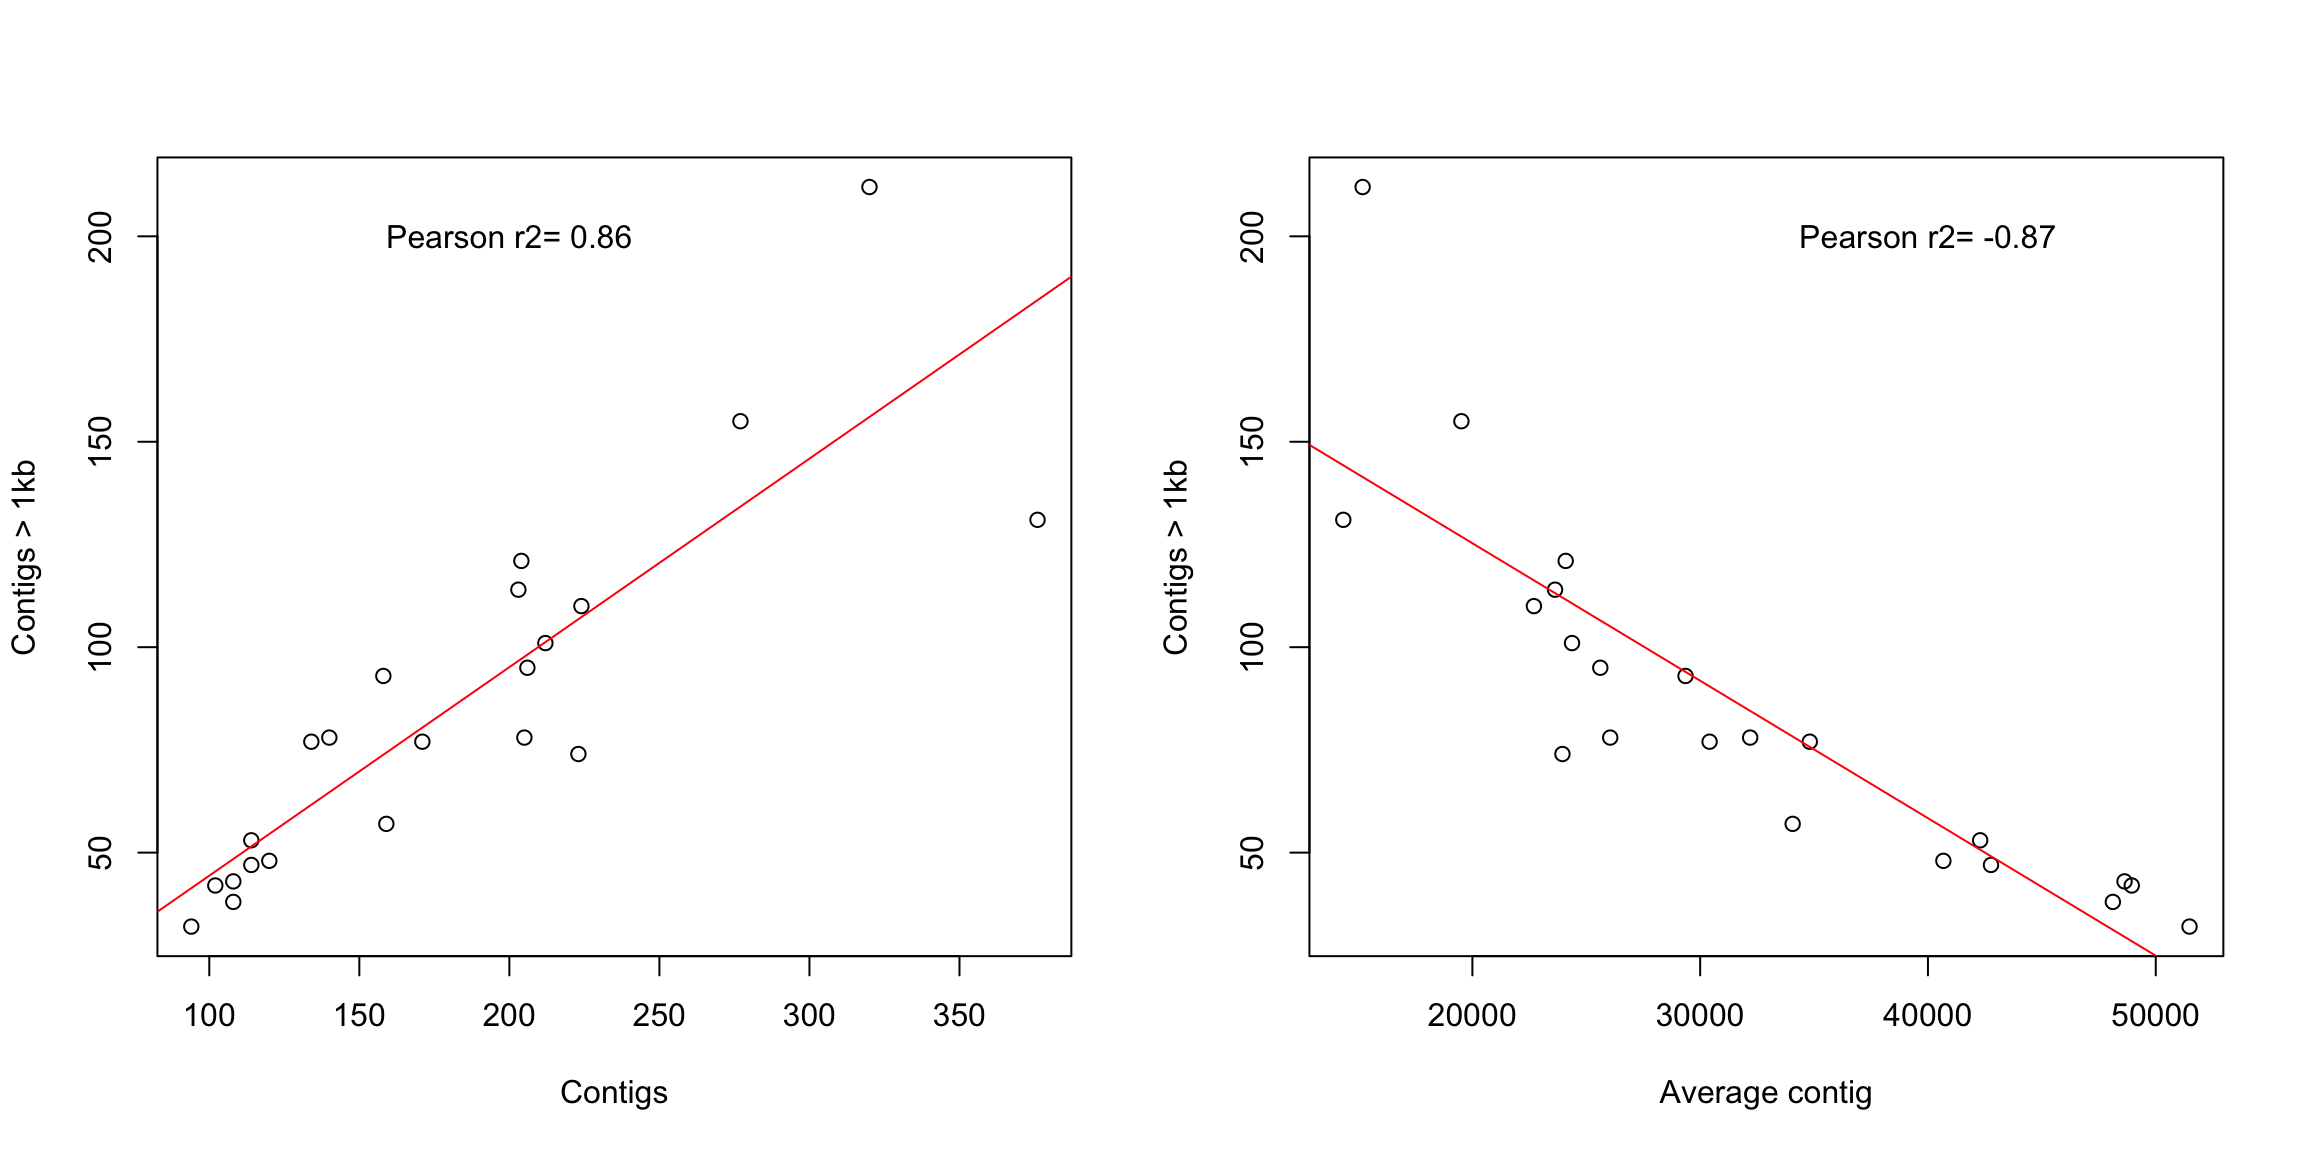 Pearson r2= 0.86
Contigs > 1kb
200
150
100
50
100 150 200 250 300 350
Contigs
Pearson r2= -0.87
Contigs > 1kb
200
150
100
50
20000 30000 40000 50000
Average contig